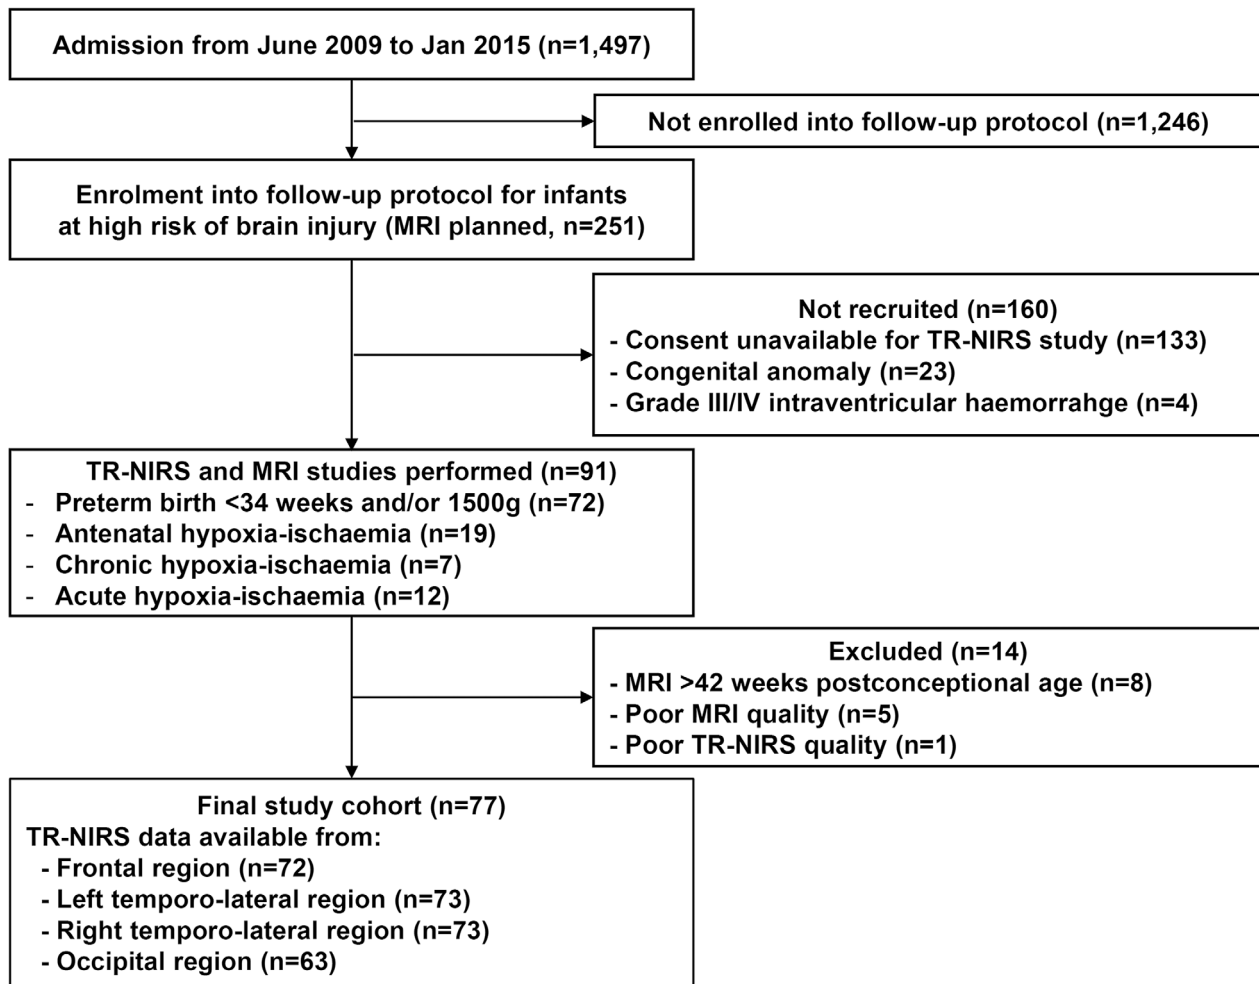 Admission from June 2009 to Jan 2015 (n=1,497)
Not enrolled into follow-up protocol (n=1,246)
Enrolment into follow-up protocol for infants
at high risk of brain injury (MRI planned, n=251)
Not recruited (n=160)
- Consent unavailable for TR-NIRS study (n=133)
- Congenital anomaly (n=23)
- Grade III/IV intraventricular haemorrahge (n=4)
TR-NIRS and MRI studies performed (n=91)
- Preterm birth <34 weeks and/or 1500g (n=72)
- Antenatal hypoxia-ischaemia (n=19)
- Chronic hypoxia-ischaemia (n=7)
- Acute hypoxia-ischaemia (n=12)
Excluded (n=14)
- MRI >42 weeks postconceptional age (n=8)
- Poor MRI quality (n=5)
- Poor TR-NIRS quality (n=1)
Final study cohort (n=77)
TR-NIRS data available from:
- Frontal region (n=72)
- Left temporo-lateral region (n=73)
- Right temporo-lateral region (n=73)
- Occipital region (n=63)